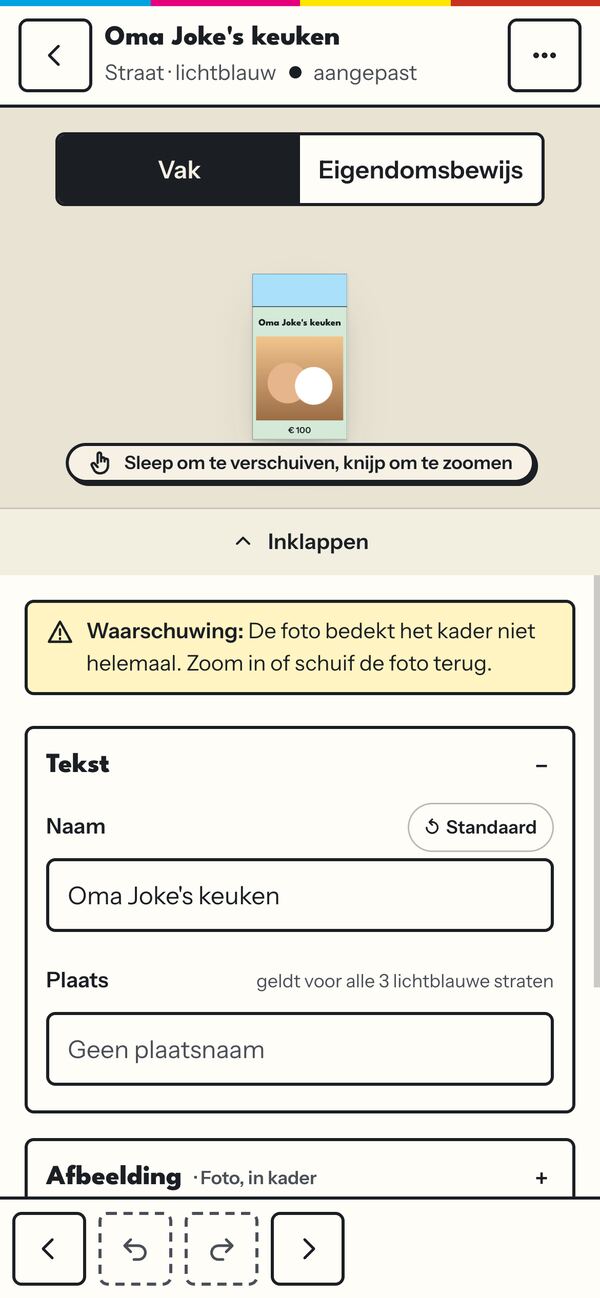 Oma Joke's keuken
Straat · lichtblauw ● aangepast
Vak
Eigendomsbewijs
Oma Joke's keuken
€ 100
Sleep om te verschuiven, knijp om te zoomen
Inklappen
Waarschuwing: De foto bedekt het kader niet
helemaal. Zoom in of schuif de foto terug.
Tekst
Naam
Standaard
Oma Joke's keuken
Plaats
geldt voor alle 3 lichtblauwe straten
Geen plaatsnaam
Afbeelding · Foto, in kader